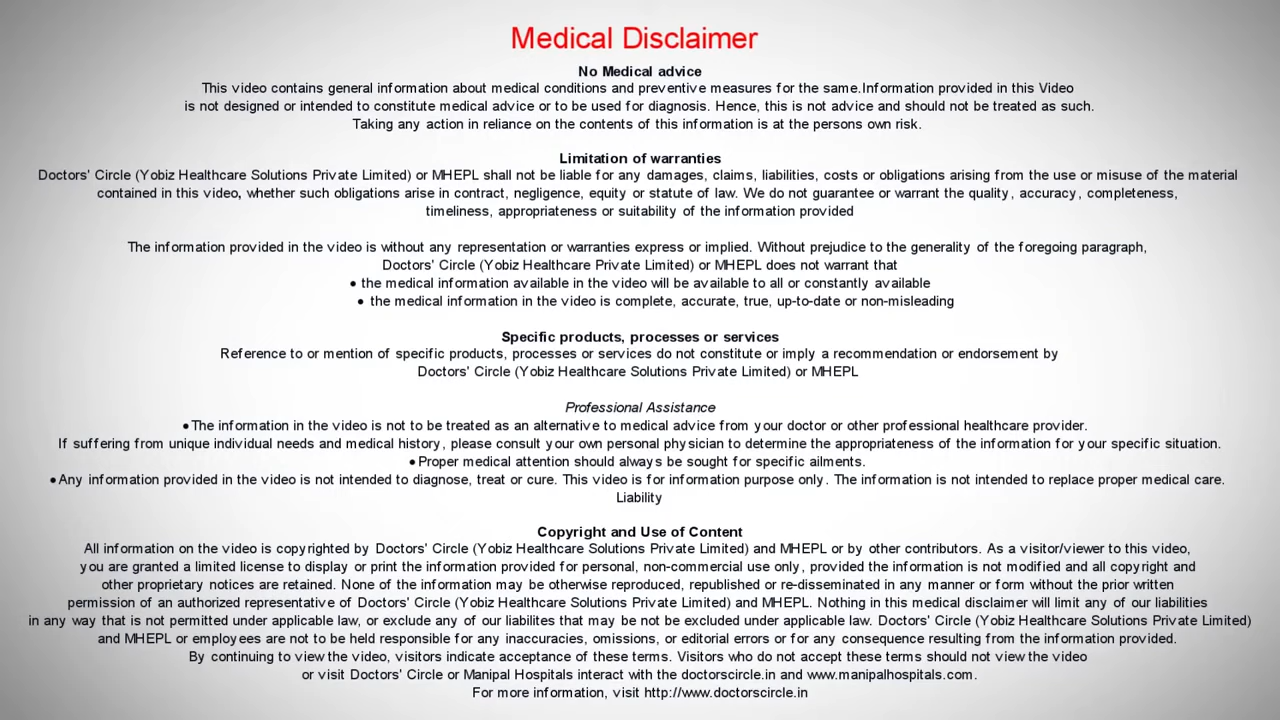 Medical Disclaimer
No Medical advice
This video contains general information about medical conditions and preventive measures for the same.Information provided in this Video
is not designed or intended to constitute medical advice or to be used for diagnosis. Hence, this is not advice and should not be treated as such.
Taking any action in reliance on the contents of this information is at the persons own risk.
Limitation of warranties
Doctors' Circle (Yobiz Healthcare Solutions Private Limited) or MHEPL shall not be liable for any damages, claims, liabilities, costs or obligations arising from the use or misuse of the material
contained in this video, whether such obligations arise in contract, negligence, equity or statute of law. We do not guarantee or warrant the quality, accuracy, completeness,
timeliness, appropriateness or suitability of the information provided
The information provided in the video is without any representation or warranties express or implied. Without prejudice to the generality of the foregoing paragraph,
Doctors' Circle (Yobiz Healthcare Private Limited) or MHEPL does not warrant that
• the medical information available in the video will be available to all or constantly available
• the medical information in the video is complete, accurate, true, up-to-date or non-misleading
Specific products, processes or services
Reference to or mention of specific products, processes or services do not constitute or imply a recommendation or endorsement by
Doctors' Circle (Yobiz Healthcare Solutions Private Limited) or MHEPL
Professional Assistance
•The information in the video is not to be treated as an alternative to medical advice from your doctor or other professional healthcare provider.
If suffering from unique individual needs and medical history, please consult your own personal physician to determine the appropriateness of the information for your specific situation.
•Proper medical attention should always be sought for specific ailments.
•Any information provided in the video is not intended to diagnose, treat or cure. This video is for information purpose only. The information is not intended to replace proper medical care.
Liability
Copyright and Use of Content
All information on the video is copyrighted by Doctors' Circle (Yobiz Healthcare Solutions Private Limited) and MHEPL or by other contributors. As a visitor/viewer to this video,
you are granted a limited license to display or print the information provided for personal, non-commercial use only, provided the information is not modified and all copyright and
other proprietary notices are retained. None of the information may be otherwise reproduced, republished or re-disseminated in any manner or form without the prior written
permission of an authorized representative of Doctors' Circle (Yobiz Healthcare Solutions Private Limited) and MHEPL. Nothing in this medical disclaimer will limit any of our liabilities
in any way that is not permitted under applicable law, or exclude any of our liabilites that may be not be excluded under applicable law. Doctors' Circle (Yobiz Healthcare Solutions Private Limited)
and MHEPL or employees are not to be held responsible for any inaccuracies, omissions, or editorial errors or for any consequence resulting from the information provided.
By continuing to view the video, visitors indicate acceptance of these terms. Visitors who do not accept these terms should not view the video
or visit Doctors' Circle or Manipal Hospitals interact with the doctorscircle.in and www.manipalhospitals.com.
For more information, visit http://www.doctorscircle.in